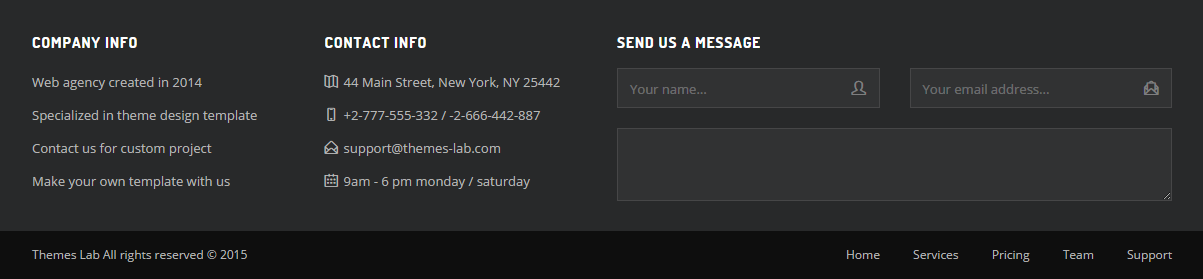 COMPANY INFO
Web agency created in 2014
Specialized in theme design template
Contact us for custom project
Make your own template with us
CONTACT INFO
44 Main Street, New York, NY 25442
+2-777-555-332 / -2-666-442-887
support@themes-lab.com
9am - 6 pm monday / saturday
SEND US A MESSAGE
Your name...
Your email address...
Themes Lab All rights reserved © 2015
Home Services Pricing Team Support